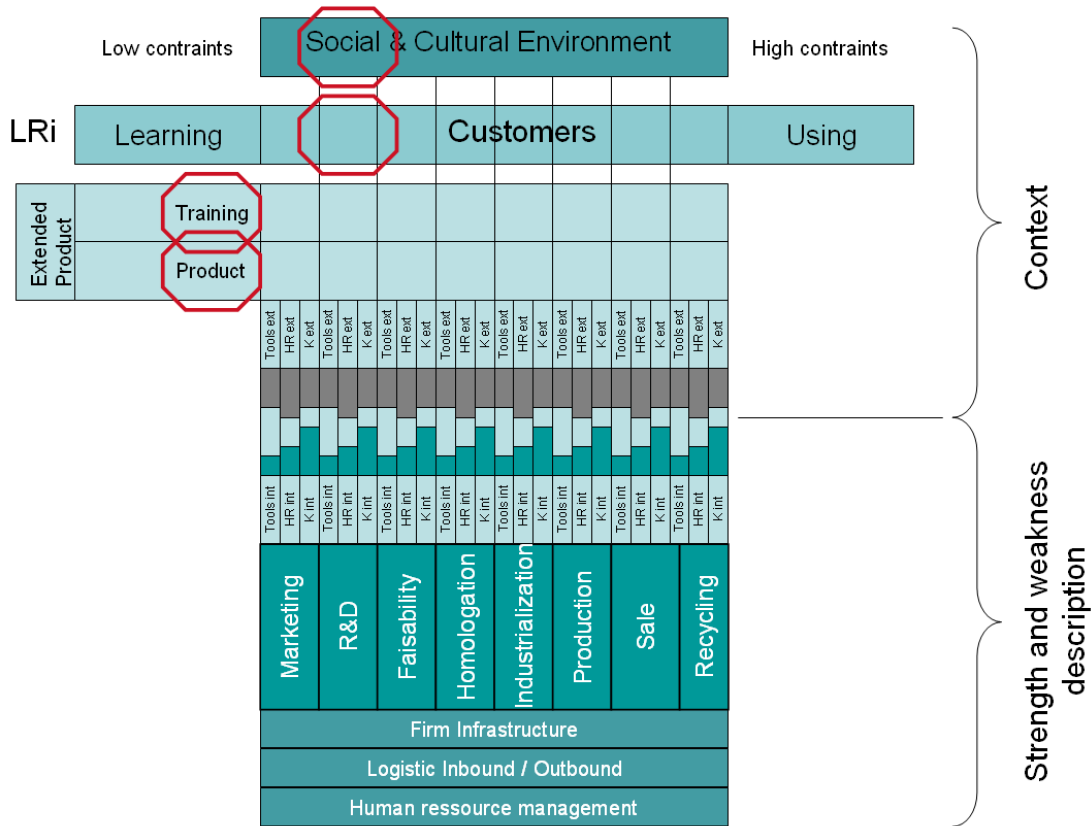 Low contraints
Social & Cultural Environment
High contraints
LRi
Learning
Customers
Using
Extended
Product
Training
Product
Context
Tools ext
HR ext
K ext
Tools ext
HR ext
K ext
Tools ext
HR ext
K ext
Tools ext
HR ext
K ext
Tools ext
HR ext
K ext
Tools ext
HR ext
K ext
Tools ext
HR ext
K ext
Tools ext
HR ext
K ext
Tools int
HR int
K int
Tools int
HR int
K int
Tools int
HR int
K int
Tools int
HR int
K int
Tools int
HR int
K int
Tools int
HR int
K int
Tools int
HR int
K int
Tools int
HR int
K int
Marketing
R&D
Faisability
Homologation
Industrialization
Production
Sale
Recycling
Strength and weakness
description
Firm Infrastructure
Logistic Inbound / Outbound
Human ressource management